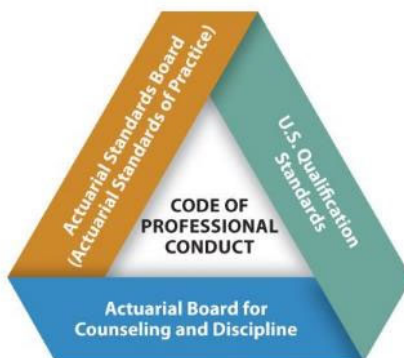 Actuarial Standards Board
(Actuarial Standards of Practice)
U.S. Qualification
Standards
CODE OF
PROFESSIONAL
CONDUCT
Actuarial Board for
Counseling and Discipline